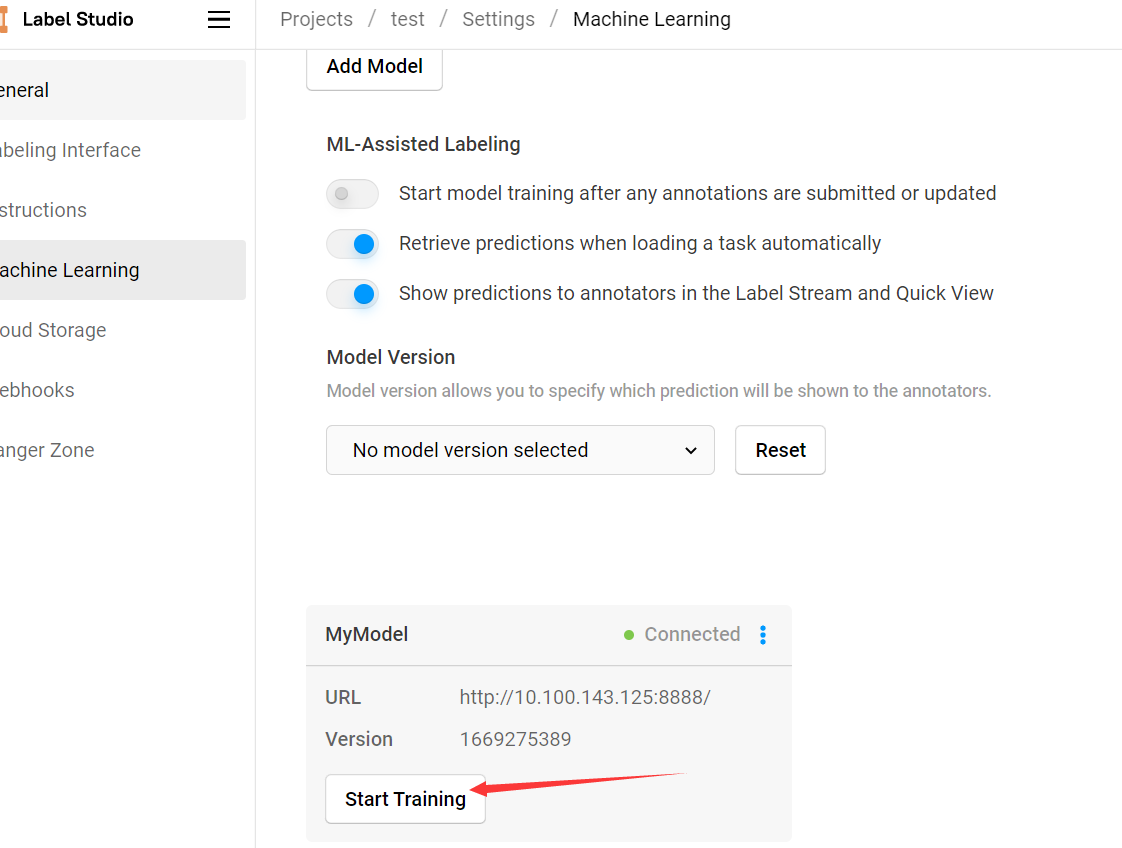 Label Studio
Projects / test / Settings / Machine Learning
Add Model
eneral
beling Interface
structions
achine Learning
oud Storage
ebhooks
anger Zone
ML-Assisted Labeling
Start model training after any annotations are submitted or updated
Retrieve predictions when loading a task automatically
Show predictions to annotators in the Label Stream and Quick View
Model Version
Model version allows you to specify which prediction will be shown to the annotators.
No model version selected
Reset
MyModel
Connected
URL http://10.100.143.125:8888/
Version 1669275389
Start Training